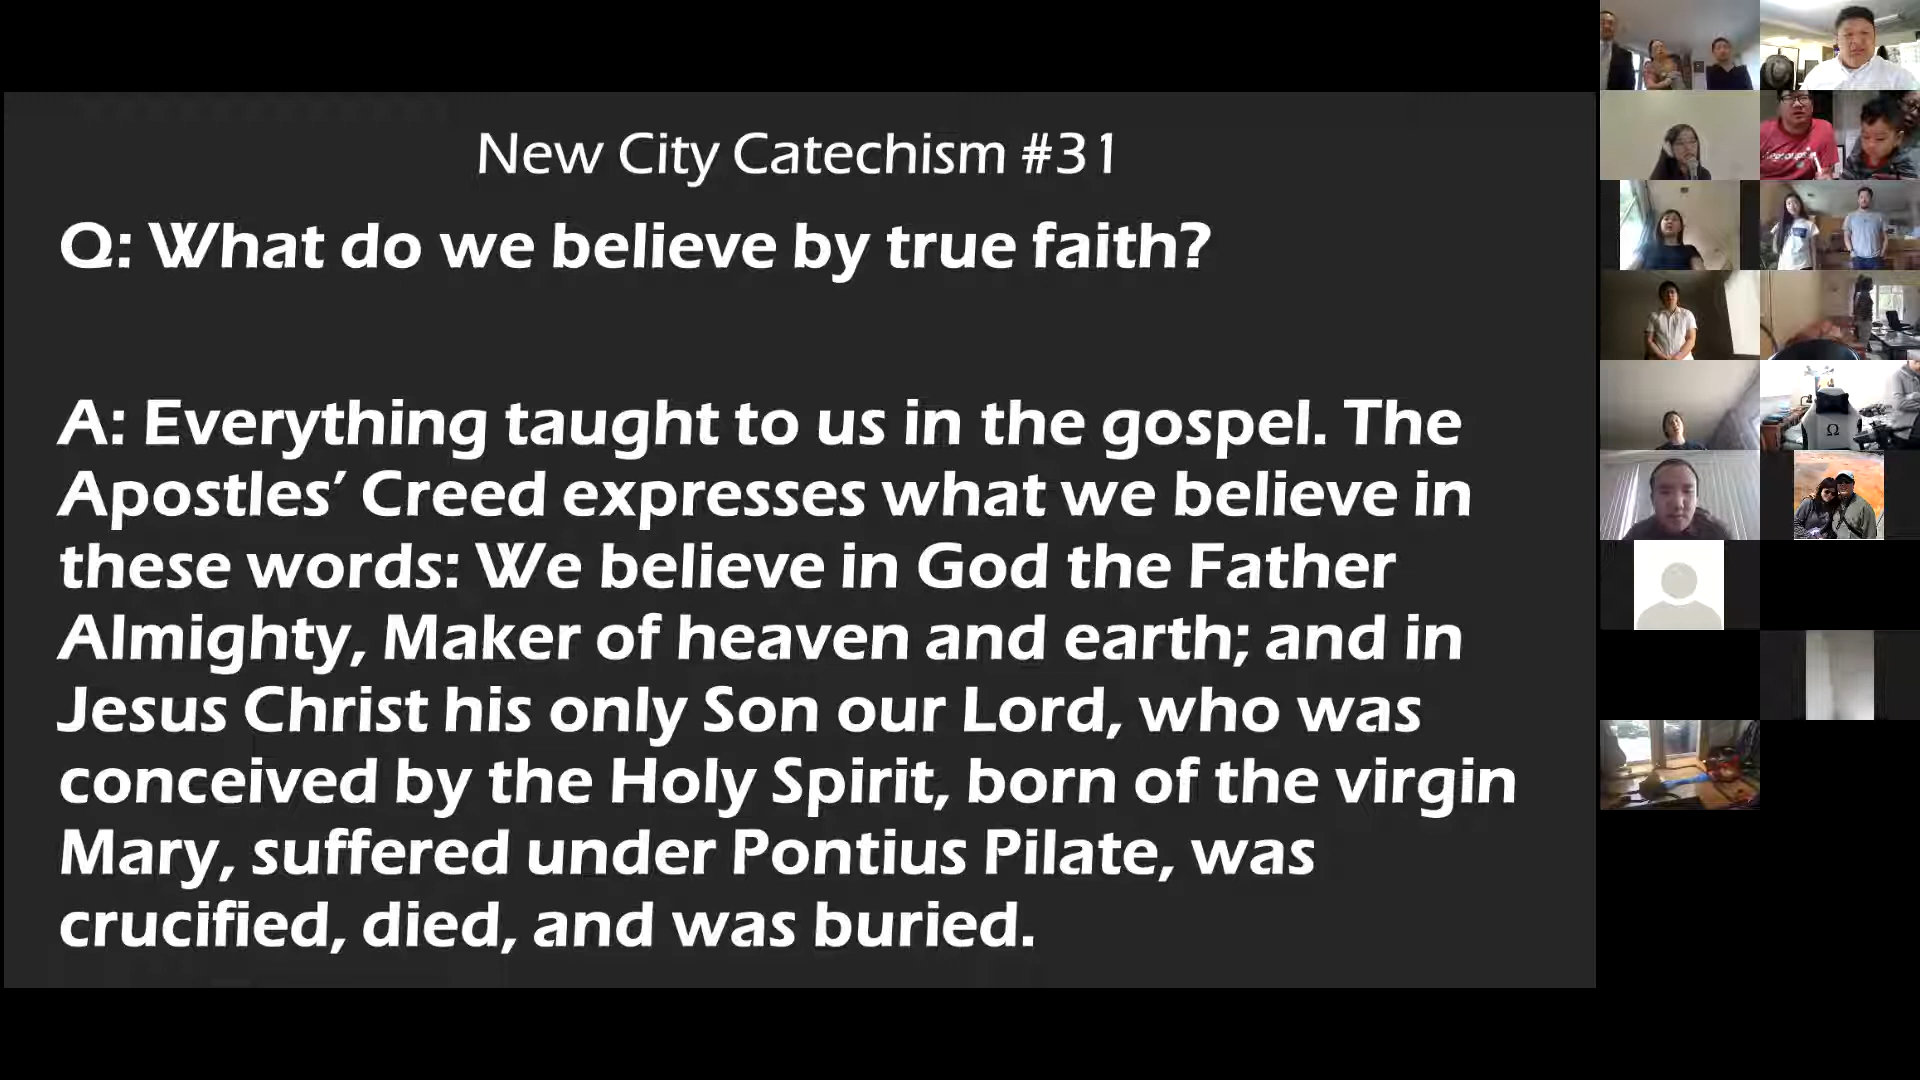 New City Catechism #31
Q: What do we believe by true faith?
A: Everything taught to us in the gospel. The
Apostles’ Creed expresses what we believe in
these words: We believe in God the Father
Almighty, Maker of heaven and earth; and in
Jesus Christ his only Son our Lord, who was
conceived by the Holy Spirit, born of the virgin
Mary, suffered under Pontius Pilate, was
crucified, died, and was buried.
Ω